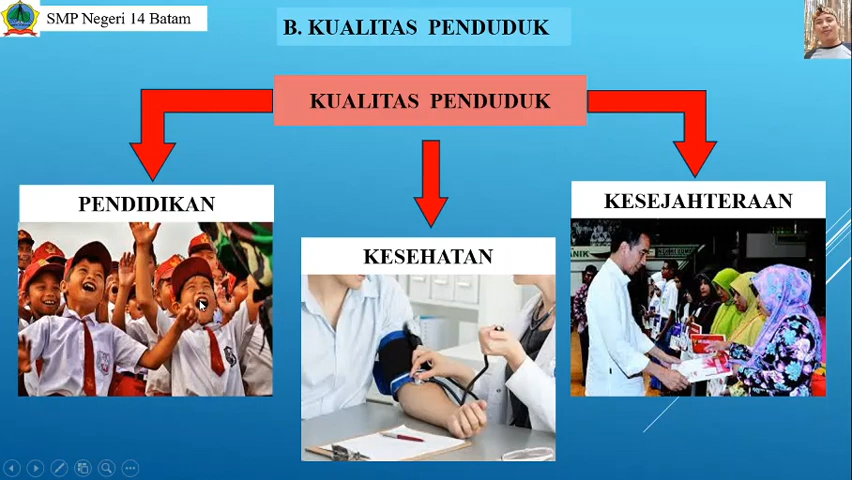 SMP Negeri 14 Batam
B. KUALITAS PENDUDUK
KUALITAS PENDUDUK
PENDIDIKAN
KESEHATAN
KESEJAHTERAAN